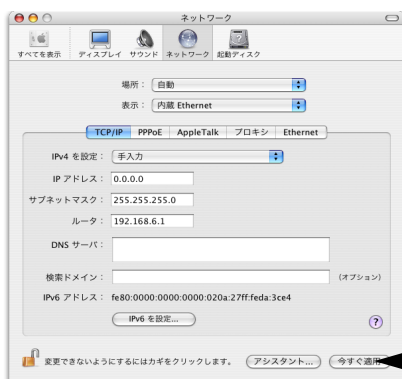 ネットワーク
すべてを表示 ディスプレイ サウンド ネットワーク 起動ディスク
場所： 自動
表示： 内蔵 Ethernet
TCP/IP PPPoE AppleTalk プロキシ Ethernet
IPv4 を設定： 手入力
IP アドレス： 0.0.0.0
サブネットマスク： 255.255.255.0
ルータ： 192.168.6.1
DNS サーバ：
検索ドメイン： (オプション)
IPv6 アドレス： fe80:0000:0000:0000:020a:27ff:feda:3ce4
IPv6 を設定...
?
変更できないようにするにはカギをクリックします。 アシスタント... 今すぐ適用